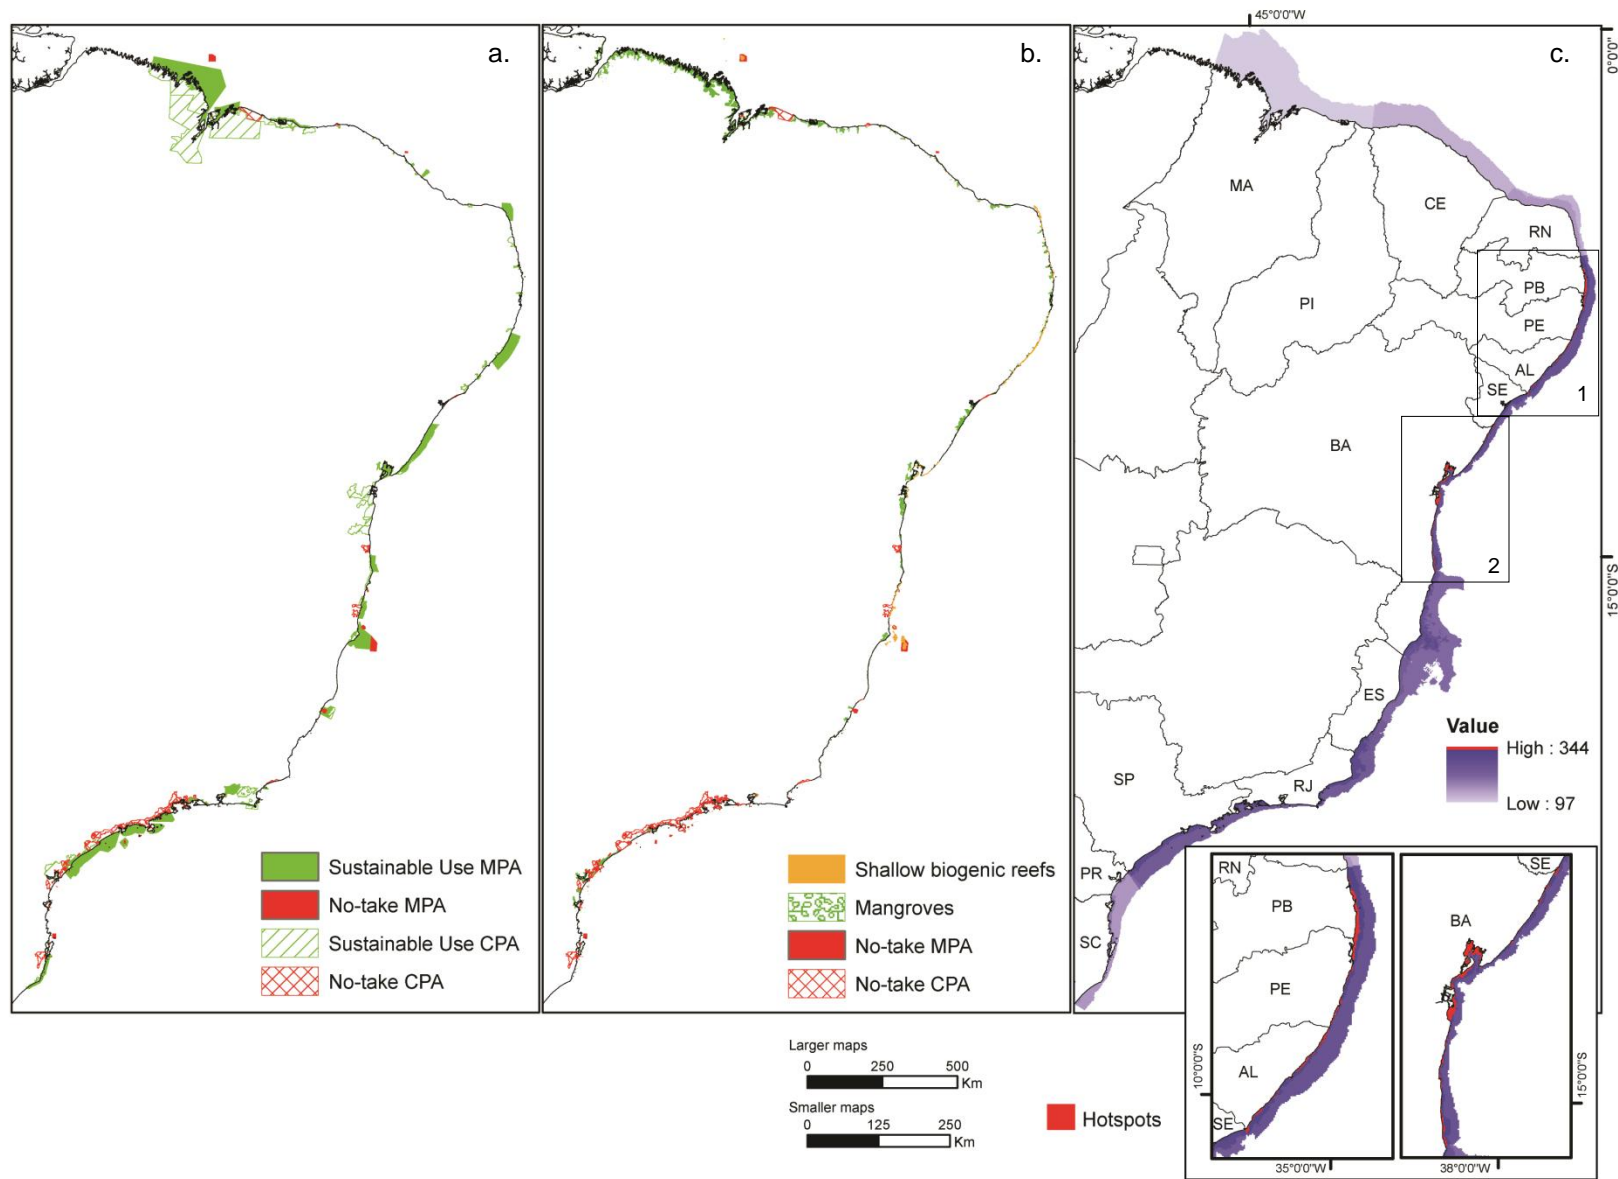 a.
Sustainable Use MPA
No-take MPA
Sustainable Use CPA
No-take CPA
b.
Shallow biogenic reefs
Mangroves
No-take MPA
No-take CPA
45°0'0"W
c.
0°0'0"
MA
CE
RN
PI
PB
PE
AL
SE
1
BA
2
15°0'0"S
ES
Value
High : 344
Low : 97
SP
RJ
PR
SC
RN
PB
PE
AL
SE
10°0'0"S
35°0'0"W
SE
BA
15°0'0"S
38°0'0"W
Larger maps
0 250 500
Km
Smaller maps
0 125 250
Km
Hotspots